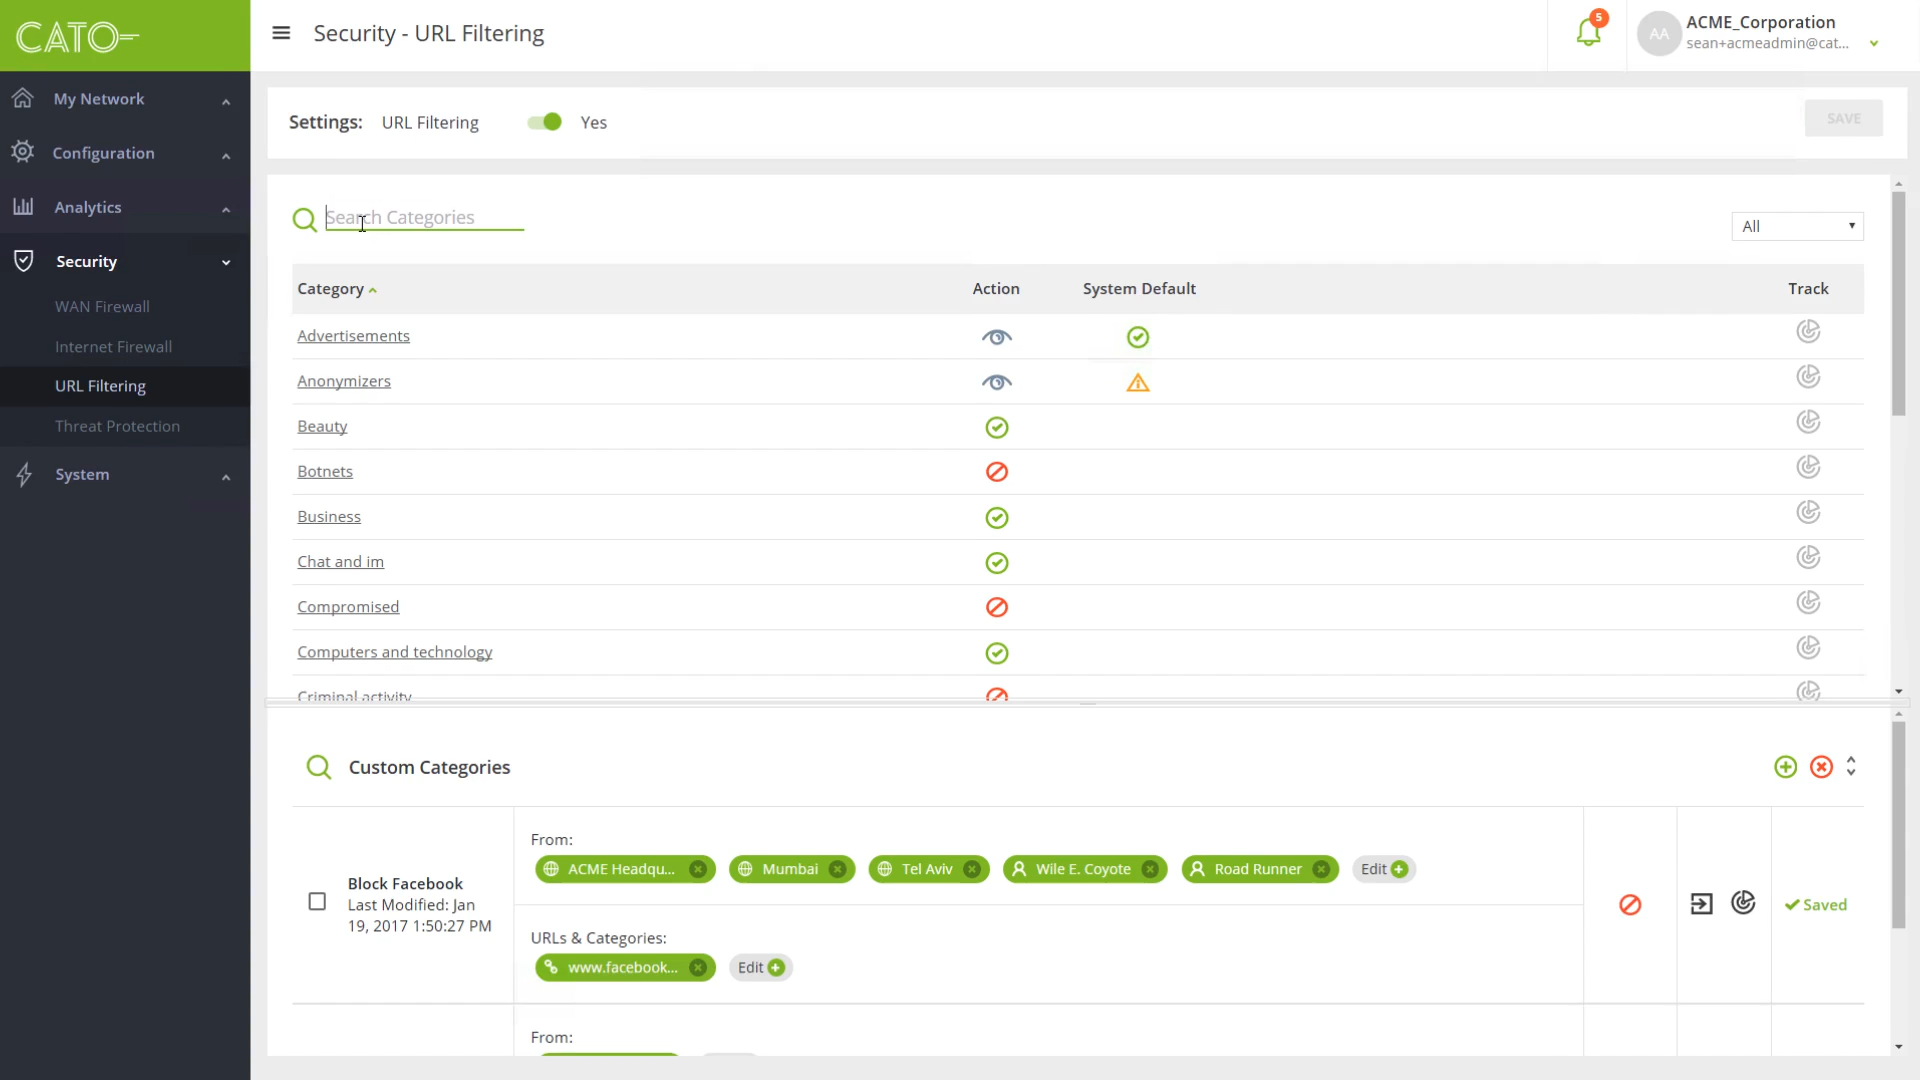 CATO
Security - URL Filtering
5
AA
ACME_Corporation
sean+acmeadmin@cat...
My Network
Configuration
Analytics
Security
WAN Firewall
Internet Firewall
URL Filtering
Threat Protection
System
Settings: URL Filtering Yes
SAVE
Search Categories
All
Category Action System Default Track
Advertisements
Anonymizers
Beauty
Botnets
Business
Chat and im
Compromised
Computers and technology
Criminal activity
Custom Categories
Block Facebook
Last Modified: Jan
19, 2017 1:50:27 PM
From:
ACME Headqu... Mumbai Tel Aviv Wile E. Coyote Road Runner Edit
URLs & Categories:
www.facebook... Edit
Saved
From: